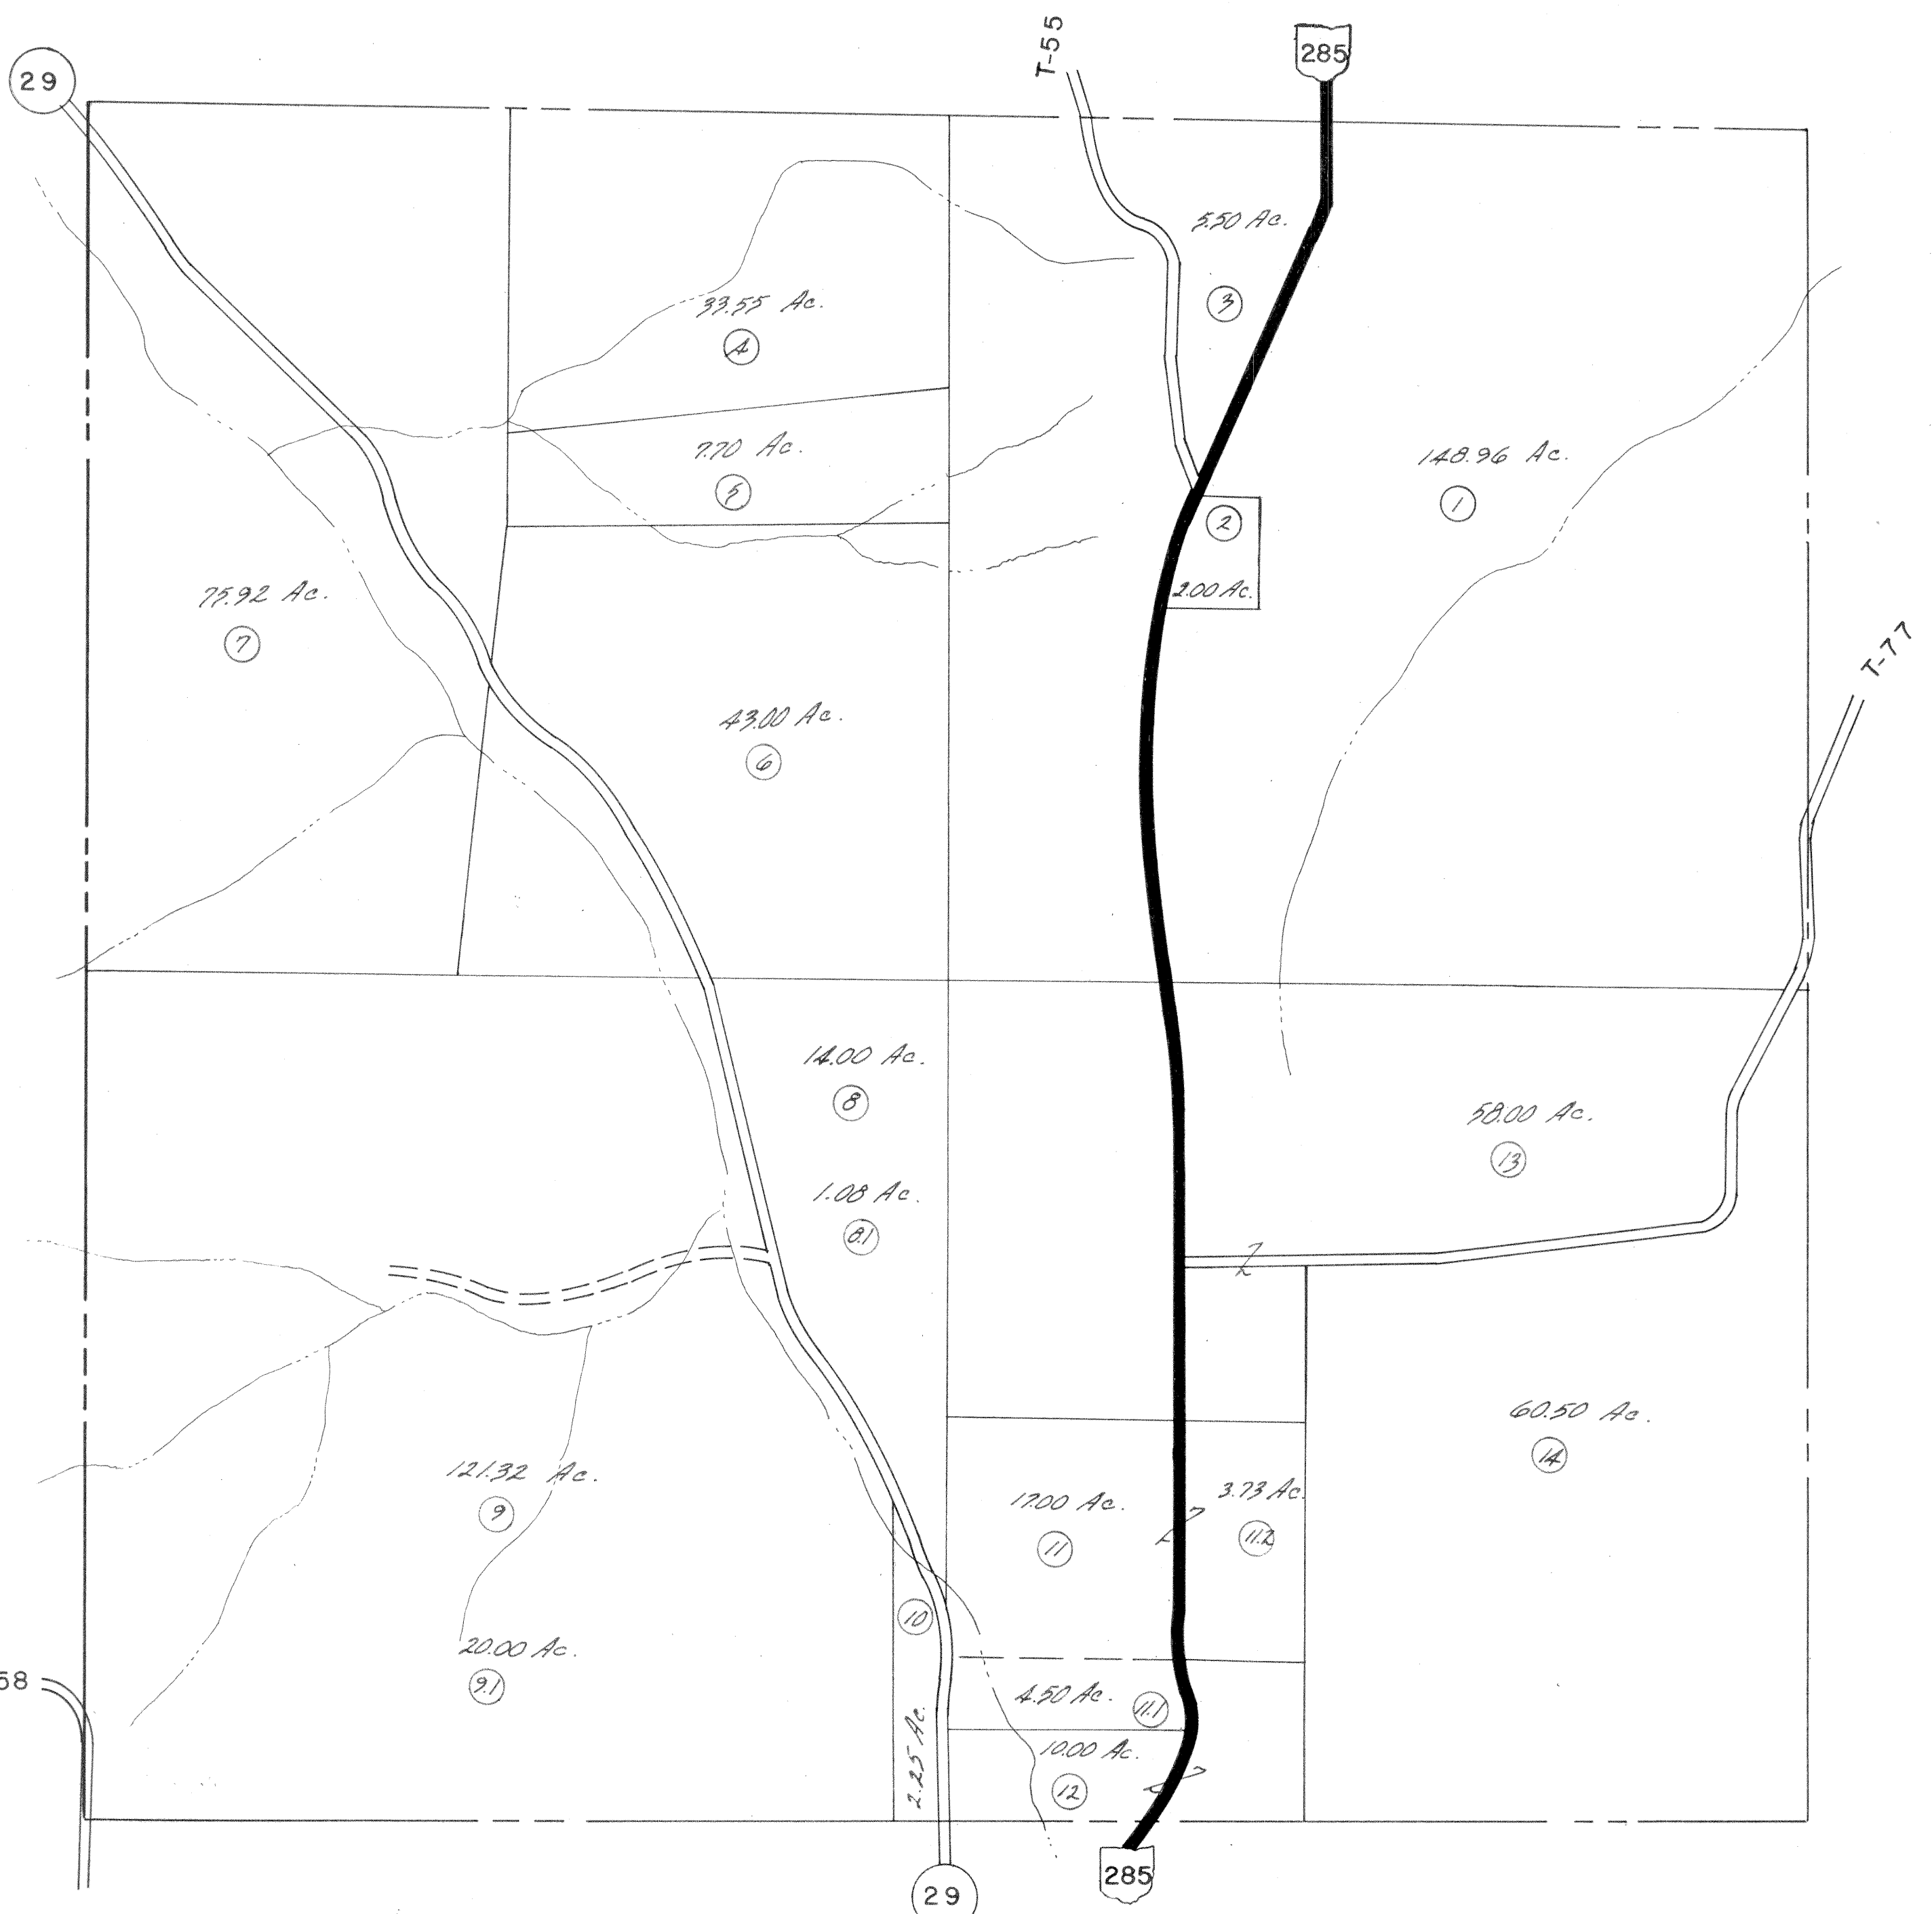 T-55
285
29
5.50 Ac.
3
33.55 Ac.
4
7.70 Ac.
5
148.96 Ac.
1
2
2.00 Ac.
75.92 Ac.
7
T-77
43.00 Ac.
6
14.00 Ac.
8
58.00 Ac.
13
1.08 Ac.
8.1
60.50 Ac.
14
121.32 Ac.
9
17.00 Ac.
11
3.73 Ac.
11.2
10
20.00 Ac.
9.1
58
4.50 Ac.
11.1
2.25 Ac.
10.00 Ac.
12
29
285